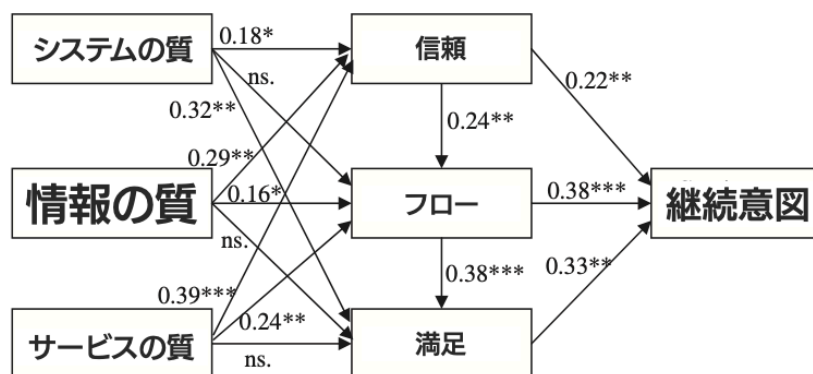 システムの質
0.18*
信頼
ns.
0.22**
0.32**
0.24**
0.29**
情報の質
0.16*
フロー
0.38***
継続意図
ns.
0.38***
0.33**
0.39***
0.24**
サービスの質
ns.
満足